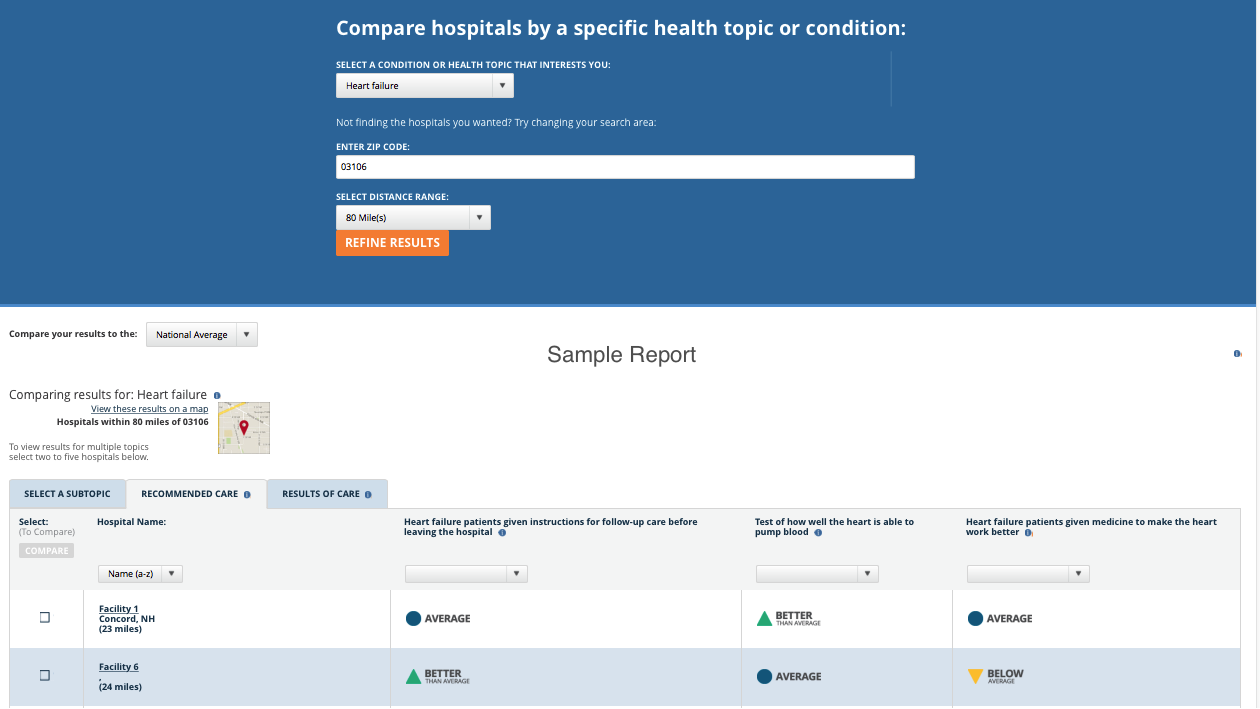 Compare hospitals by a specific health topic or condition:
SELECT A CONDITION OR HEALTH TOPIC THAT INTERESTS YOU:
Heart failure
Not finding the hospitals you wanted? Try changing your search area:
ENTER ZIP CODE:
03106
SELECT DISTANCE RANGE:
80 Mile(s)
REFINE RESULTS
Compare your results to the:
National Average
Sample Report
Comparing results for: Heart failure
View these results on a map
Hospitals within 80 miles of 03106
To view results for multiple topics
select two to five hospitals below.
SELECT A SUBTOPIC
RECOMMENDED CARE
RESULTS OF CARE
Select:
(To Compare)
COMPARE
Hospital Name:
Name (a-z)
Heart failure patients given instructions for follow-up care before
leaving the hospital
Test of how well the heart is able to
pump blood
Heart failure patients given medicine to make the heart
work better
Facility 1
Concord, NH
(23 miles)
AVERAGE
BETTER
THAN AVERAGE
AVERAGE
Facility 6
,
(24 miles)
BETTER
THAN AVERAGE
AVERAGE
BELOW
AVERAGE